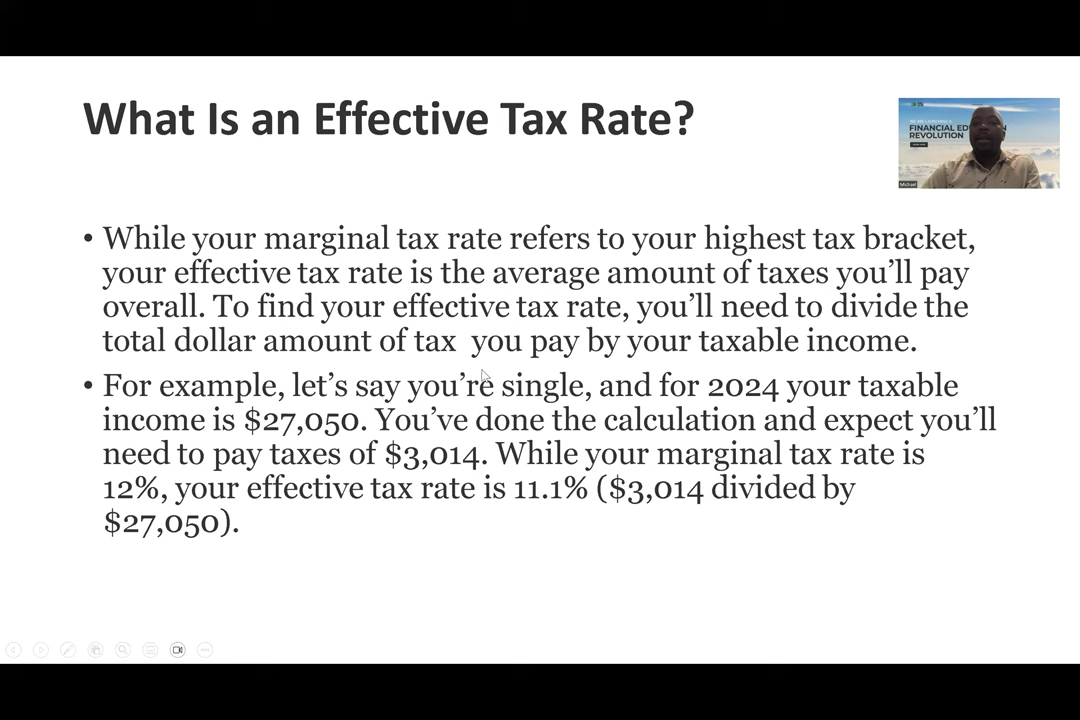 What Is an Effective Tax Rate?
FINANCIAL ED
REVOLUTION
Michael
• While your marginal tax rate refers to your highest tax bracket,
your effective tax rate is the average amount of taxes you’ll pay
overall. To find your effective tax rate, you’ll need to divide the
total dollar amount of tax  you pay by your taxable income.
• For example, let’s say you’re single, and for 2024 your taxable
income is $27,050. You’ve done the calculation and expect you’ll
need to pay taxes of $3,014. While your marginal tax rate is
12%, your effective tax rate is 11.1% ($3,014 divided by
$27,050).